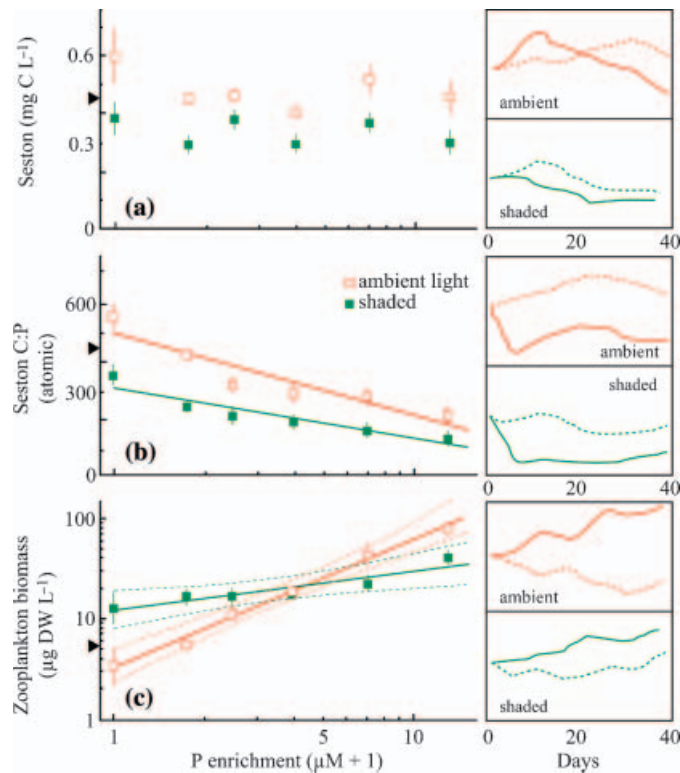 Seston (mg C L⁻¹)
0.6
0.3
0
(a)
ambient
shaded
0 20 40
Seston C:P
(atomic)
600
300
0
ambient light
shaded
(b)
ambient
shaded
0 20 40
Zooplankton biomass
(µg DW L⁻¹)
100
10
1
(c)
1 5 10
P enrichment (µM + 1)
ambient
shaded
0 20 40
Days